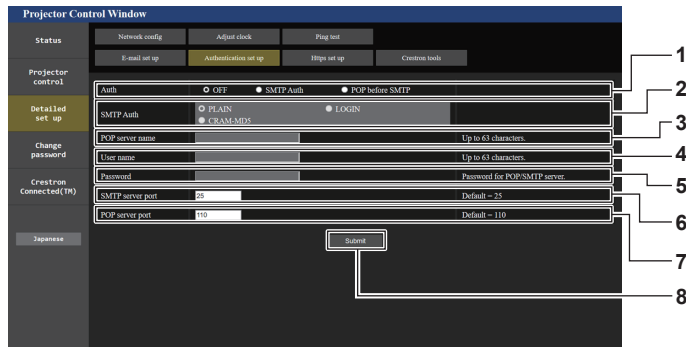 Projector Control Window
Status
Network config Adjust clock Ping test
E-mail set up Authentication set up Https set up Crestron tools
Projector
control
Detailed
set up
Change
password
Crestron
Connected(TM)
Japanese
Auth OFF SMTP Auth POP before SMTP
SMTP Auth PLAIN LOGIN
CRAM-MD5
POP server name Up to 63 characters.
User name Up to 63 characters.
Password Password for POP/SMTP server.
SMTP server port 25 Default = 25
POP server port 110 Default = 110
Submit
1
2
3
4
5
6
7
8